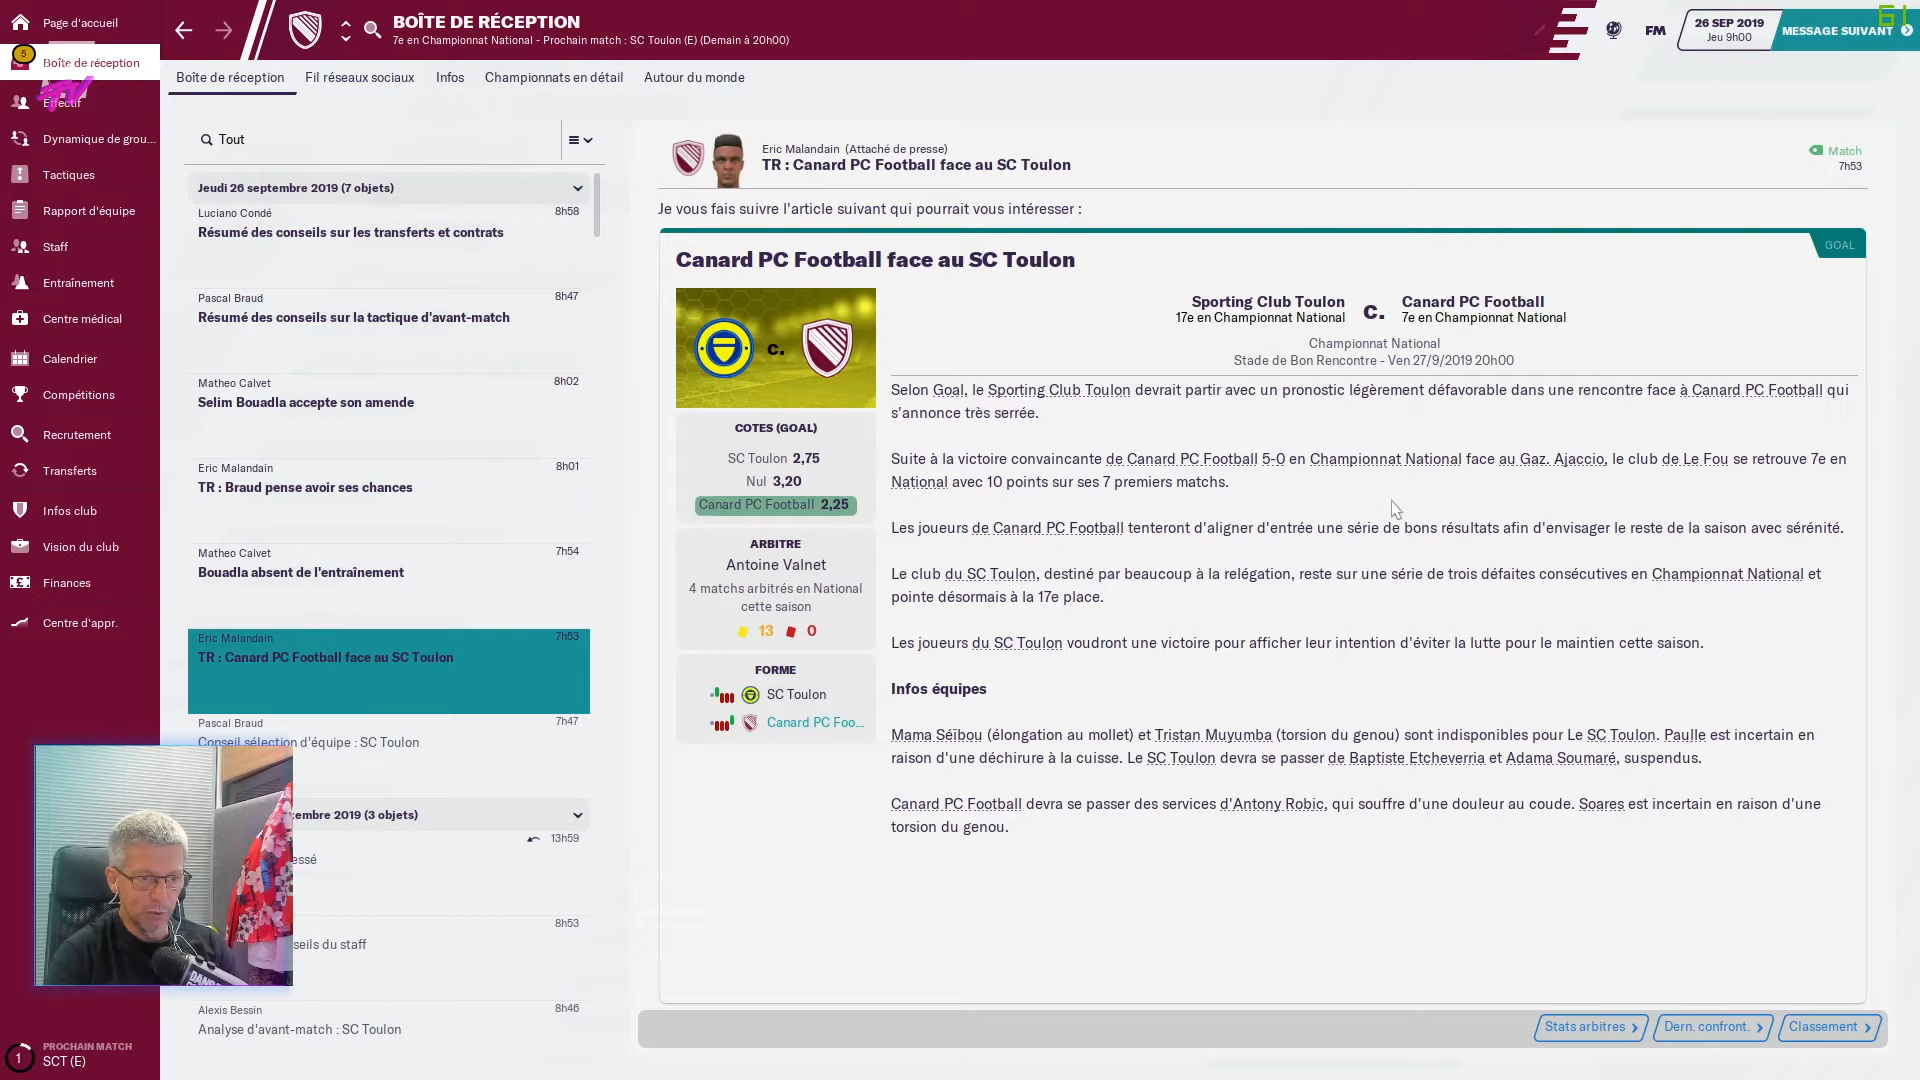 Page d'accueil
5
Boîte de réception
Effectif
Dynamique de grou...
Tactiques
Rapport d'équipe
Staff
Entraînement
Centre médical
Calendrier
Compétitions
Recrutement
Transferts
Infos club
Vision du club
Finances
Centre d'appr.
1
PROCHAIN MATCH
SCT (E)
BOÎTE DE RÉCEPTION
7e en Championnat National - Prochain match : SC Toulon (E) (Demain à 20h00)
FM
26 SEP 2019
Jeu 9h00
MESSAGE SUIVANT
61
Boîte de réception
Fil réseaux sociaux
Infos
Championnats en détail
Autour du monde
Tout
Jeudi 26 septembre 2019 (7 objets)
Luciano Condé 8h58
Résumé des conseils sur les transferts et contrats
Pascal Braud 8h47
Résumé des conseils sur la tactique d'avant-match
Matheo Calvet 8h02
Selim Bouadla accepte son amende
Eric Malandain 8h01
TR : Braud pense avoir ses chances
Matheo Calvet 7h54
Bouadla absent de l'entraînement
Eric Malandain 7h53
TR : Canard PC Football face au SC Toulon
Pascal Braud 7h47
Conseil sélection d'équipe : SC Toulon
tembre 2019 (3 objets)
13h59
essé
8h53
seils du staff
Alexis Bessin 8h46
Analyse d'avant-match : SC Toulon
Eric Malandain (Attaché de presse)
TR : Canard PC Football face au SC Toulon
Match
7h53
Je vous fais suivre l'article suivant qui pourrait vous intéresser :
GOAL
Canard PC Football face au SC Toulon
c.
Sporting Club Toulon
17e en Championnat National
c.
Canard PC Football
7e en Championnat National
Championnat National
Stade de Bon Rencontre - Ven 27/9/2019 20h00
COTES (GOAL)
SC Toulon 2,75
Nul 3,20
Canard PC Football 2,25
ARBITRE
Antoine Valnet
4 matchs arbitrés en National
cette saison
13 0
FORME
SC Toulon
Canard PC Foo...
Selon Goal, le Sporting Club Toulon devrait partir avec un pronostic légèrement défavorable dans une rencontre face à Canard PC Football qui
s'annonce très serrée.
Suite à la victoire convaincante de Canard PC Football 5-0 en Championnat National face au Gaz. Ajaccio, le club de Le Fou se retrouve 7e en
National avec 10 points sur ses 7 premiers matchs.
Les joueurs de Canard PC Football tenteront d'aligner d'entrée une série de bons résultats afin d'envisager le reste de la saison avec sérénité.
Le club du SC Toulon, destiné par beaucoup à la relégation, reste sur une série de trois défaites consécutives en Championnat National et
pointe désormais à la 17e place.
Les joueurs du SC Toulon voudront une victoire pour afficher leur intention d'éviter la lutte pour le maintien cette saison.
Infos équipes
Mama Séïbou (élongation au mollet) et Tristan Muyumba (torsion du genou) sont indisponibles pour Le SC Toulon. Paulle est incertain en
raison d'une déchirure à la cuisse. Le SC Toulon devra se passer de Baptiste Etcheverria et Adama Soumaré, suspendus.
Canard PC Football devra se passer des services d'Antony Robic, qui souffre d'une douleur au coude. Soares est incertain en raison d'une
torsion du genou.
Stats arbitres
Dern. confront.
Classement